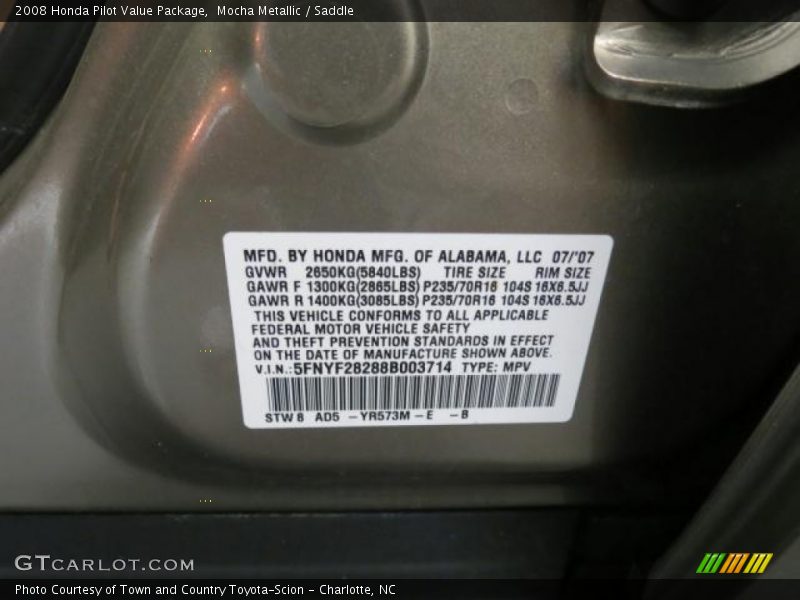 2008 Honda Pilot Value Package,  Mocha Metallic / Saddle
MFD. BY HONDA MFG. OF ALABAMA, LLC 07/'07
GVWR 2650KG(5840LBS) TIRE SIZE RIM SIZE
GAWR F 1300KG(2865LBS) P235/70R16 104S 16X6.5JJ
GAWR R 1400KG(3085LBS) P235/70R16 104S 16X6.5JJ
THIS VEHICLE CONFORMS TO ALL APPLICABLE
FEDERAL MOTOR VEHICLE SAFETY
AND THEFT PREVENTION STANDARDS IN EFFECT
ON THE DATE OF MANUFACTURE SHOWN ABOVE.
V.I.N.: 5FNYF28288B003714 TYPE: MPV
STW8 AD5 -YR573M-E -B
GTCARLOT.COM
Photo Courtesy of Town and Country Toyota-Scion - Charlotte, NC